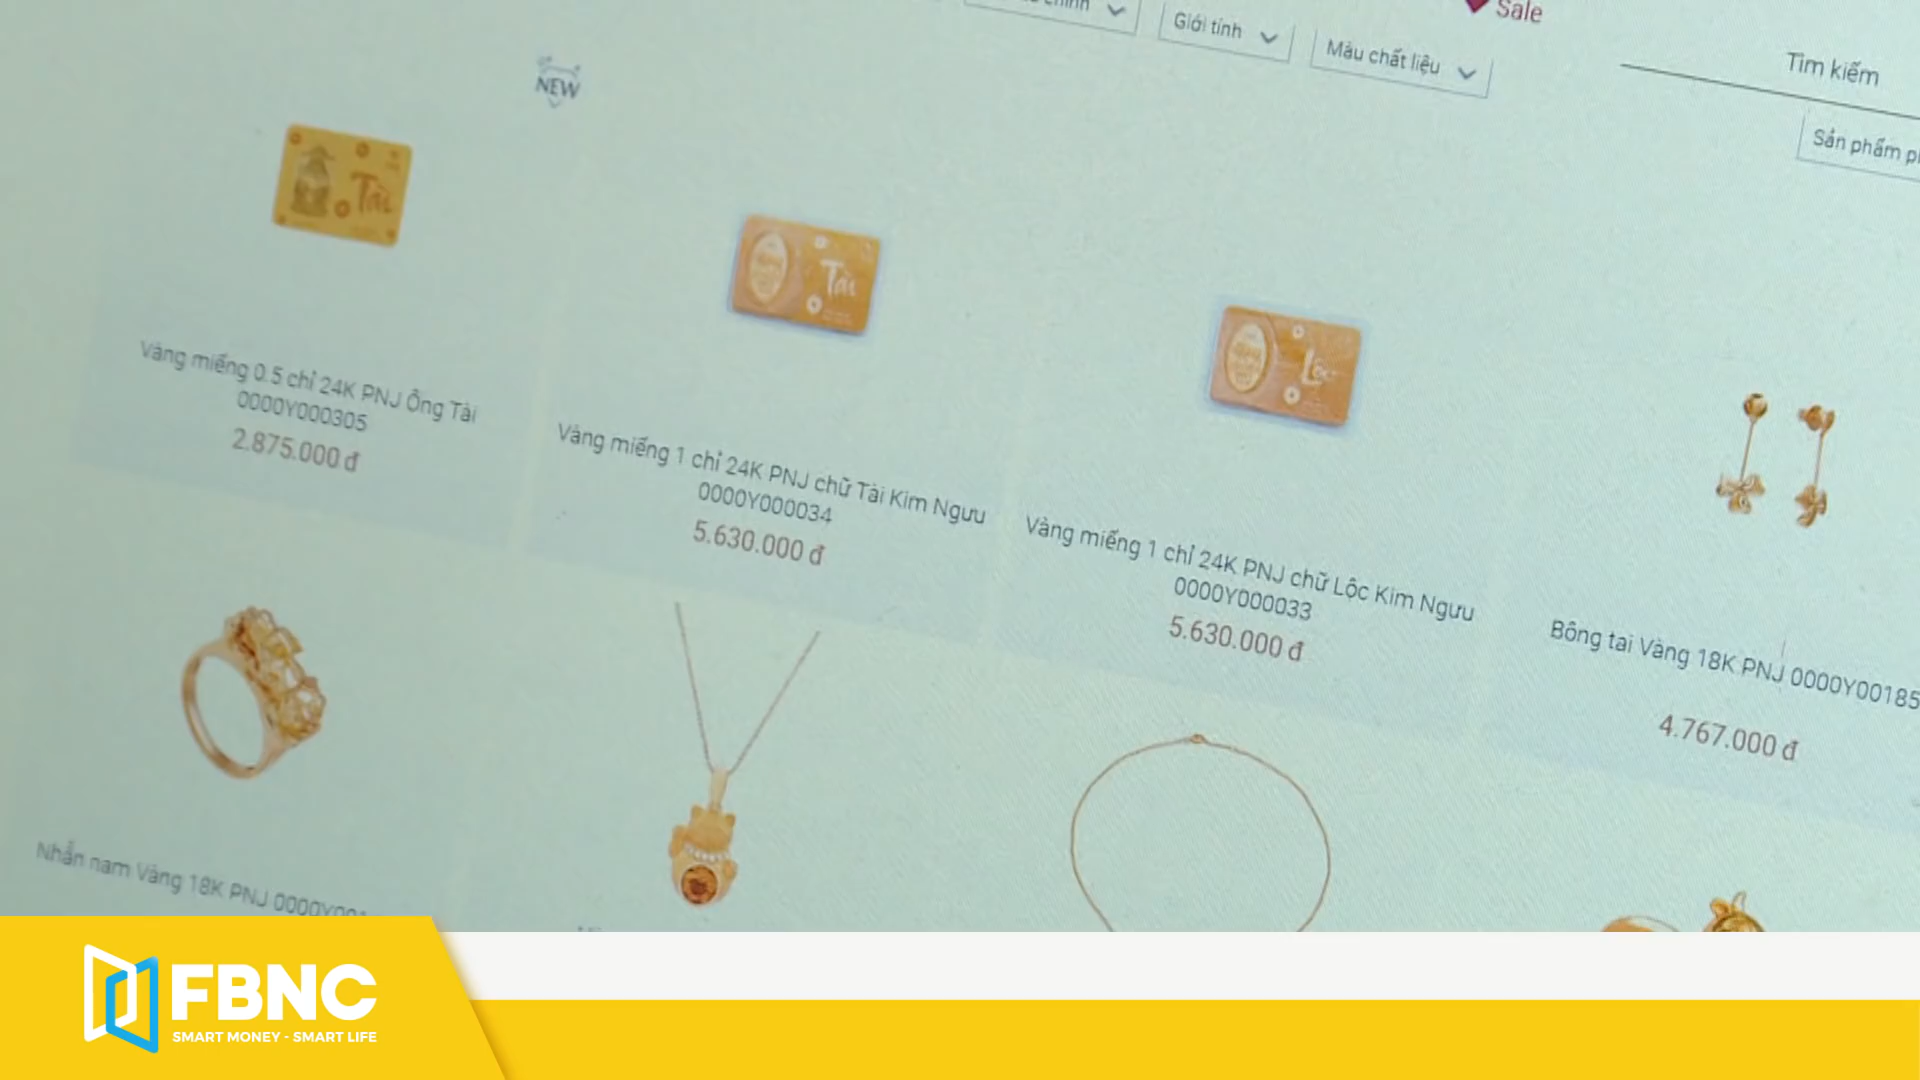 Sale
Giới tính
Màu chất liệu
Tìm kiếm
Sản phẩm
NEW
Tài
Tài
Lộc
Vàng miếng 0.5 chỉ 24K PNJ Ông Tài
0000Y000305
2.875.000 đ
Vàng miếng 1 chỉ 24K PNJ chữ Tài Kim Ngưu
0000Y000034
5.630.000 đ
Vàng miếng 1 chỉ 24K PNJ chữ Lộc Kim Ngưu
0000Y000033
5.630.000 đ
Bông tai Vàng 18K PNJ 0000Y00185
4.767.000 đ
Nhẫn nam Vàng 18K PNJ
FBNC
SMART MONEY - SMART LIFE